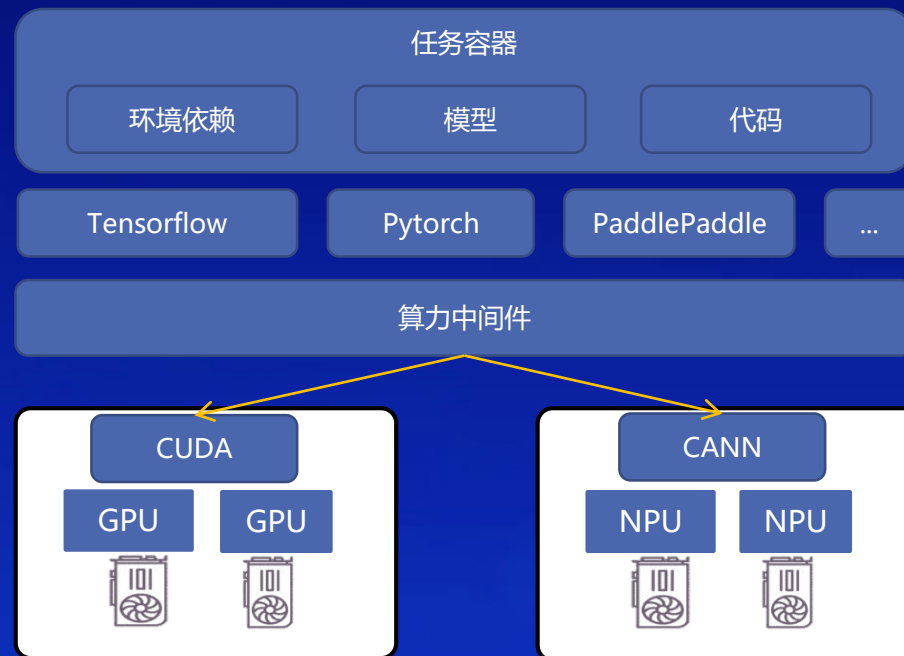 任务容器
环境依赖 模型 代码
Tensorflow Pytorch PaddlePaddle ...
算力中间件
CUDA CANN
GPU GPU NPU NPU